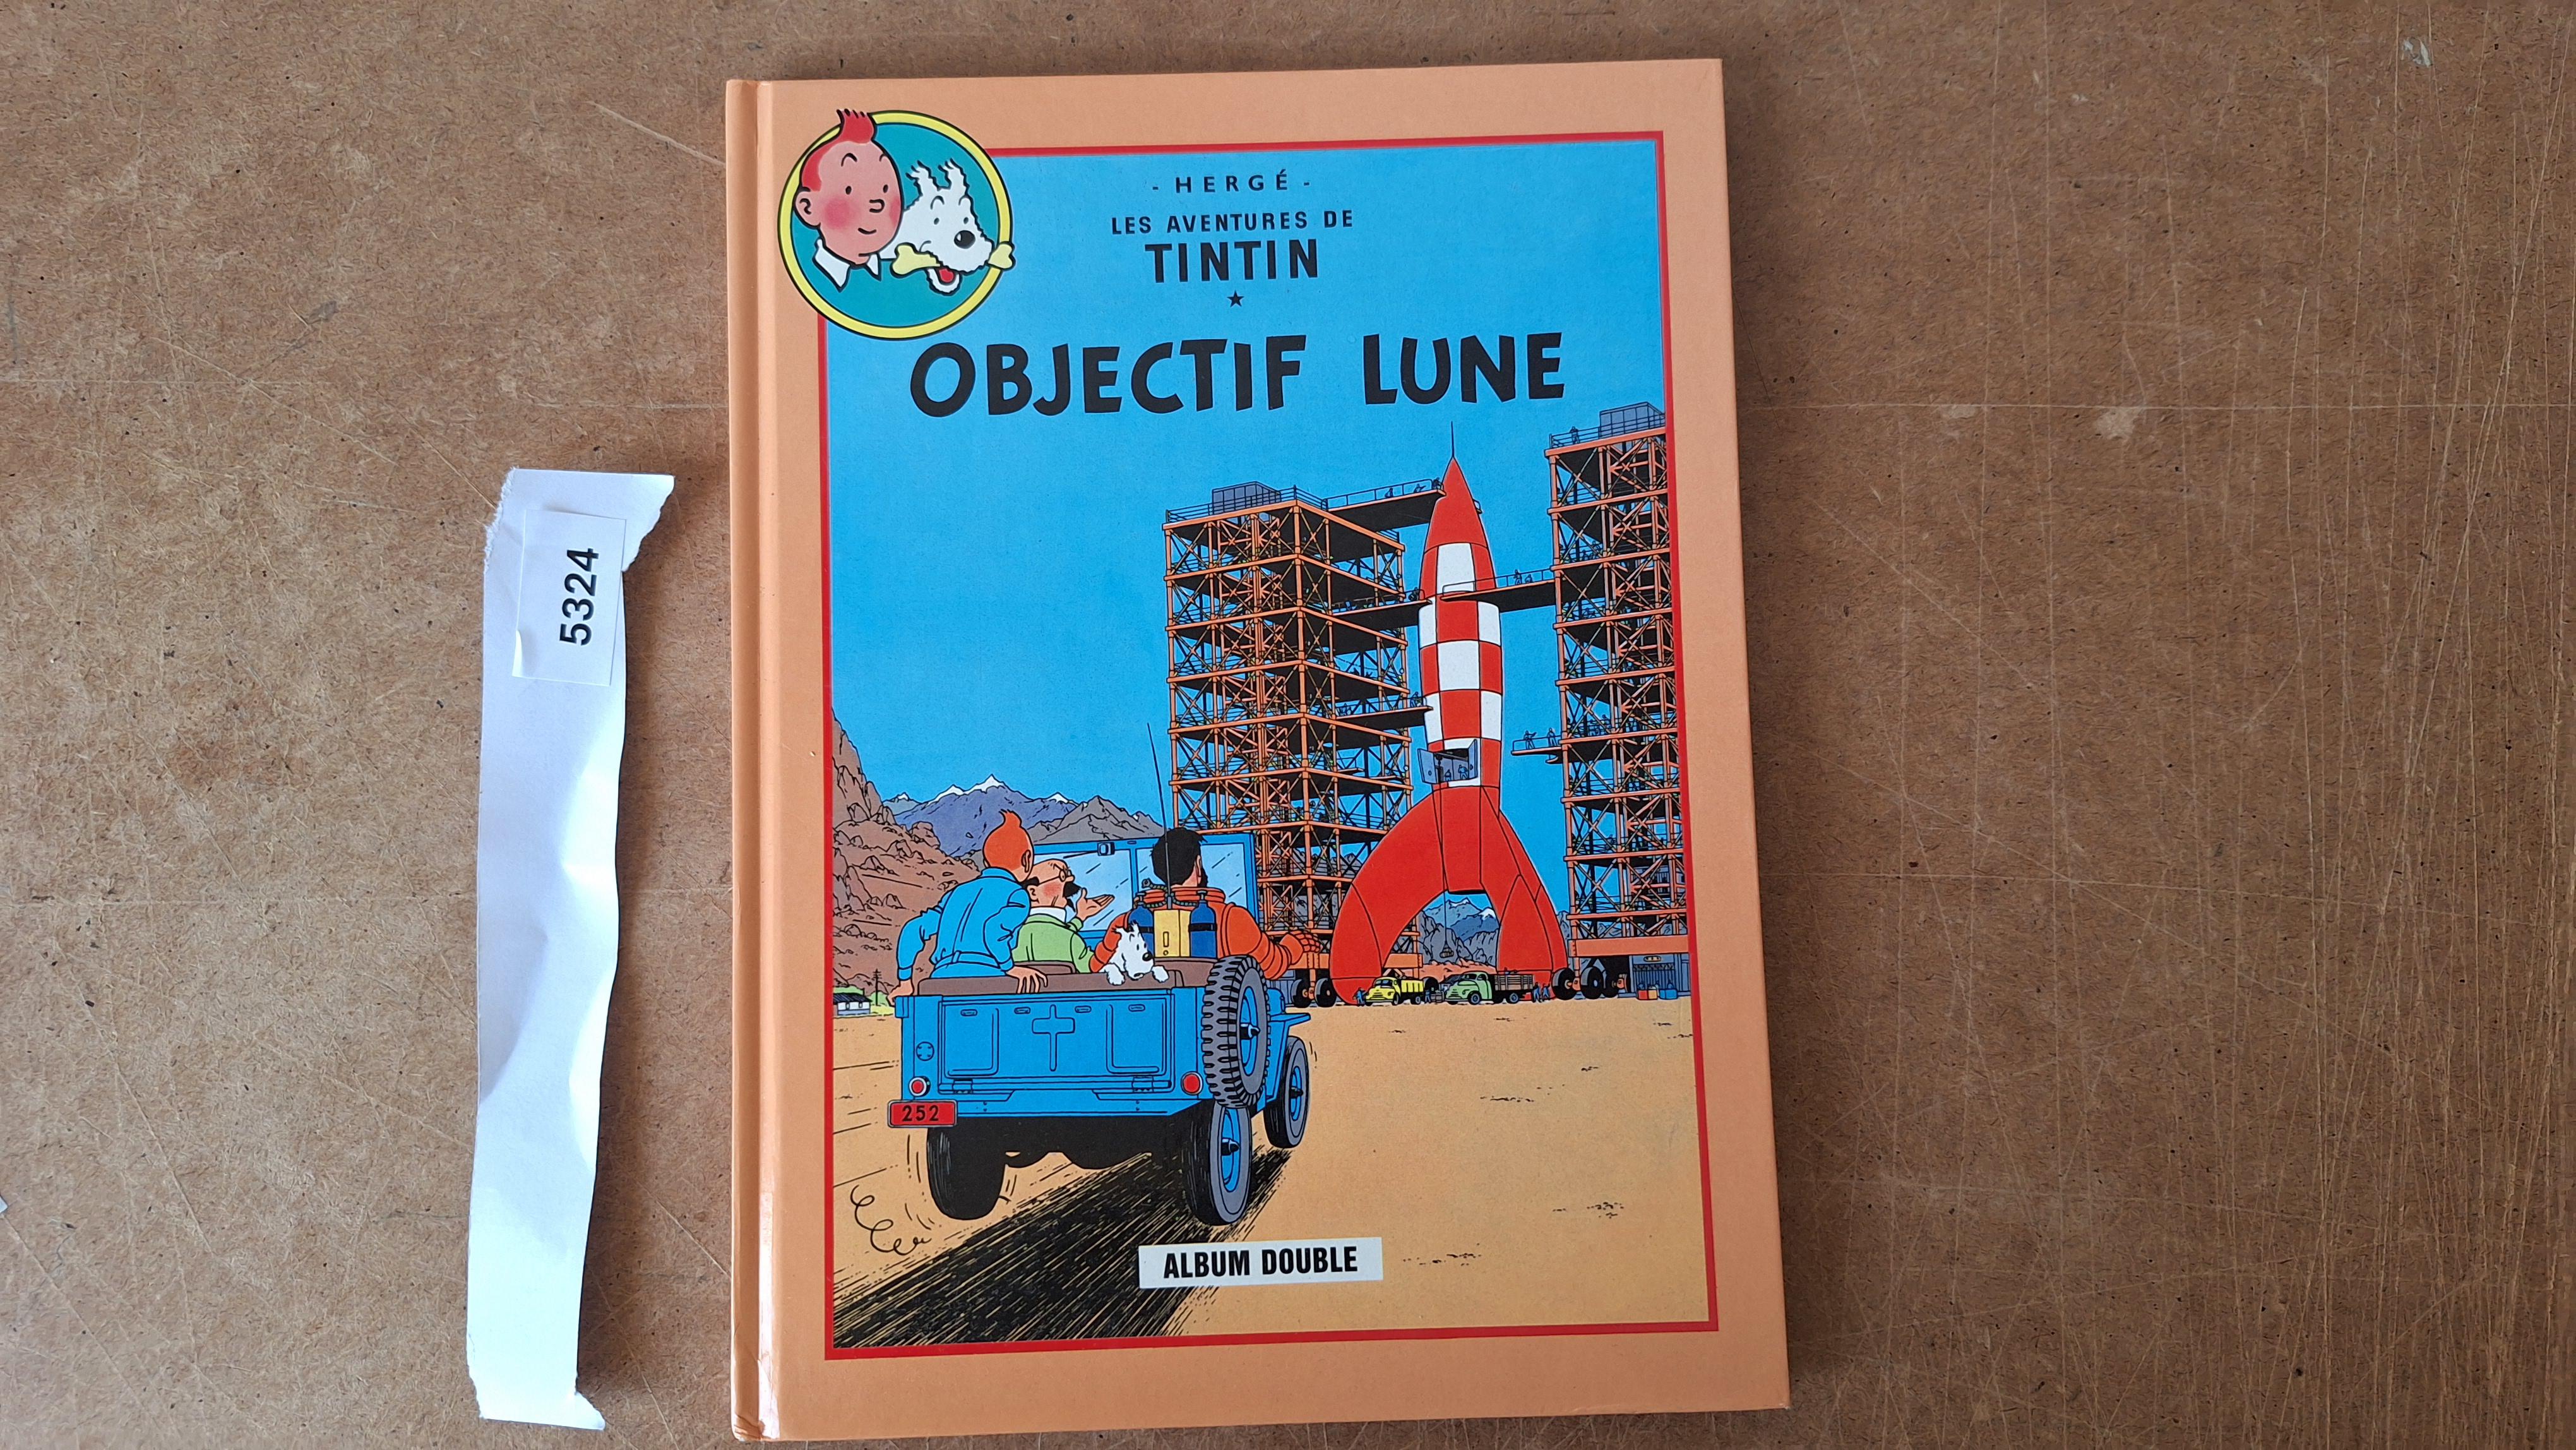 - HERGÉ -
LES AVENTURES DE
TINTIN
★
OBJECTIF LUNE
5324
252
ALBUM DOUBLE